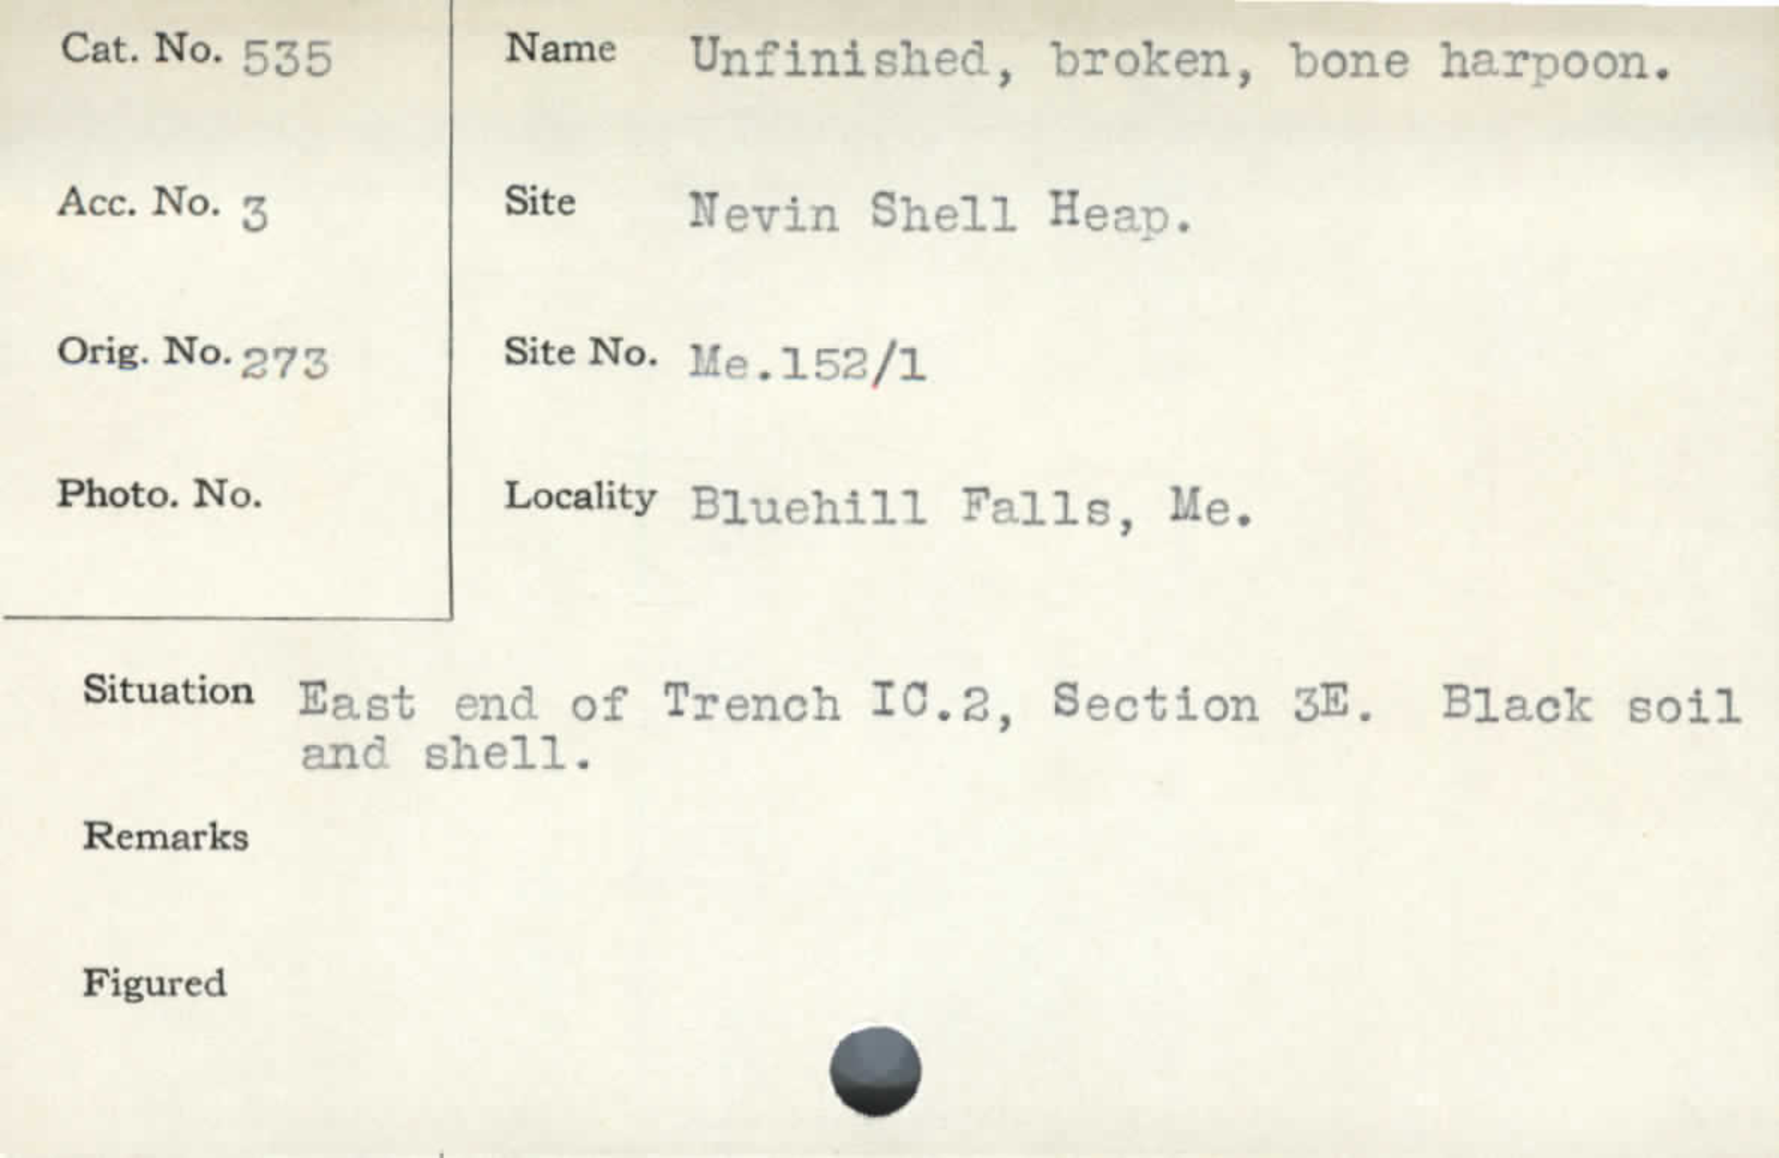 Cat. No. 535
Name Unfinished, broken, bone harpoon.
Acc. No. 3
Site Nevin Shell Heap.
Orig. No. 273
Site No. Me.152/1
Photo. No.
Locality Bluehill Falls, Me.
Situation East end of Trench IC.2, Section 3E. Black soil
and shell.
Remarks
Figured